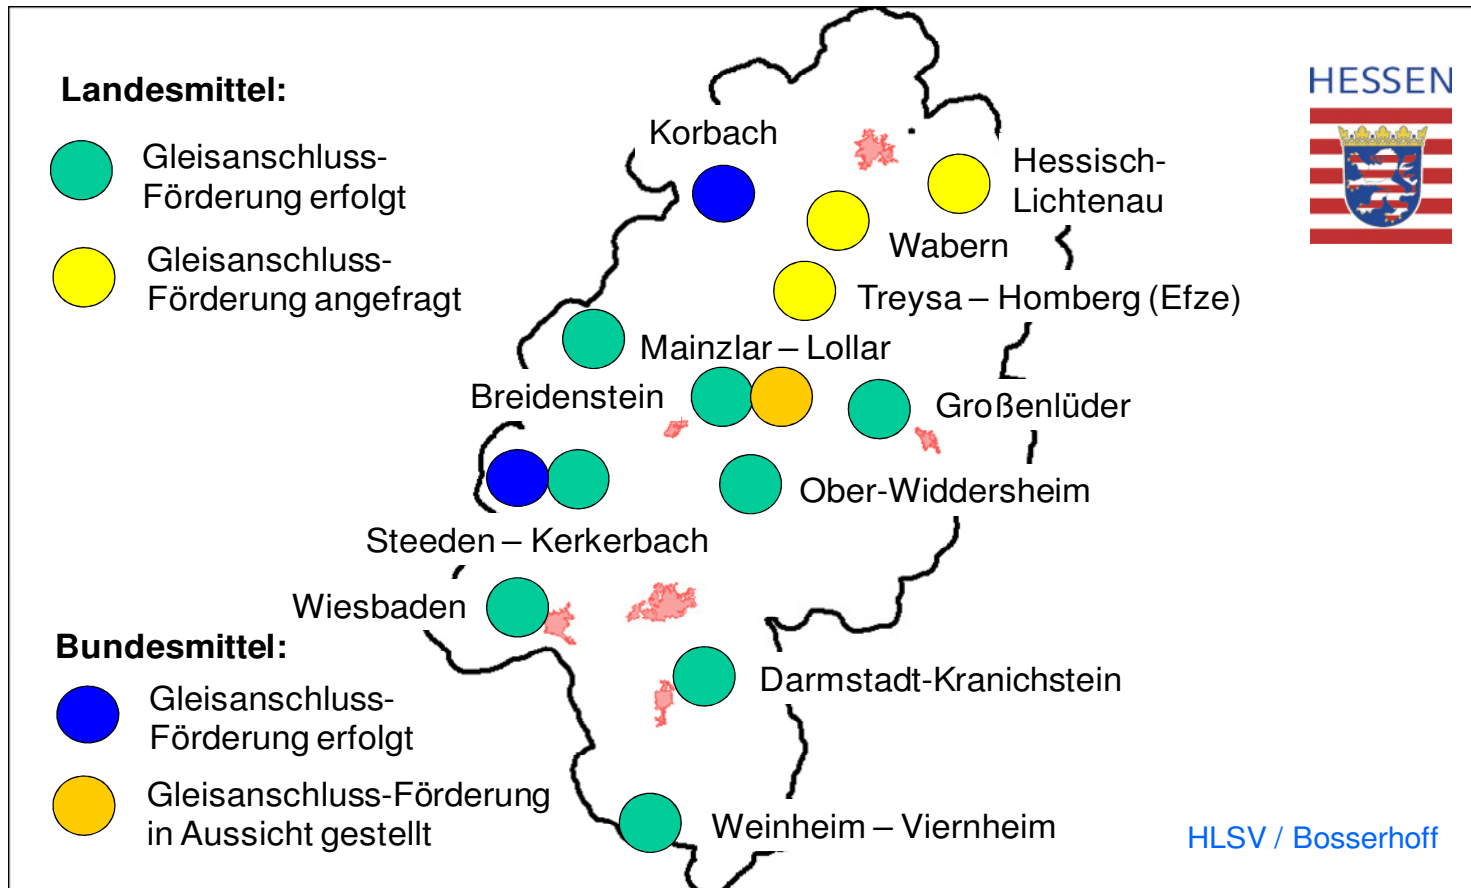 Landesmittel:
Gleisanschluss-
Förderung erfolgt
Gleisanschluss-
Förderung angefragt
HESSEN
Korbach
Hessisch-
Lichtenau
Wabern
Treysa – Homberg (Efze)
Mainzlar – Lollar
Breidenstein
Großenlüder
Ober-Widdersheim
Steeden – Kerkerbach
Wiesbaden
Darmstadt-Kranichstein
Weinheim – Viernheim
Bundesmittel:
Gleisanschluss-
Förderung erfolgt
Gleisanschluss-Förderung
in Aussicht gestellt
HLSV / Bosserhoff